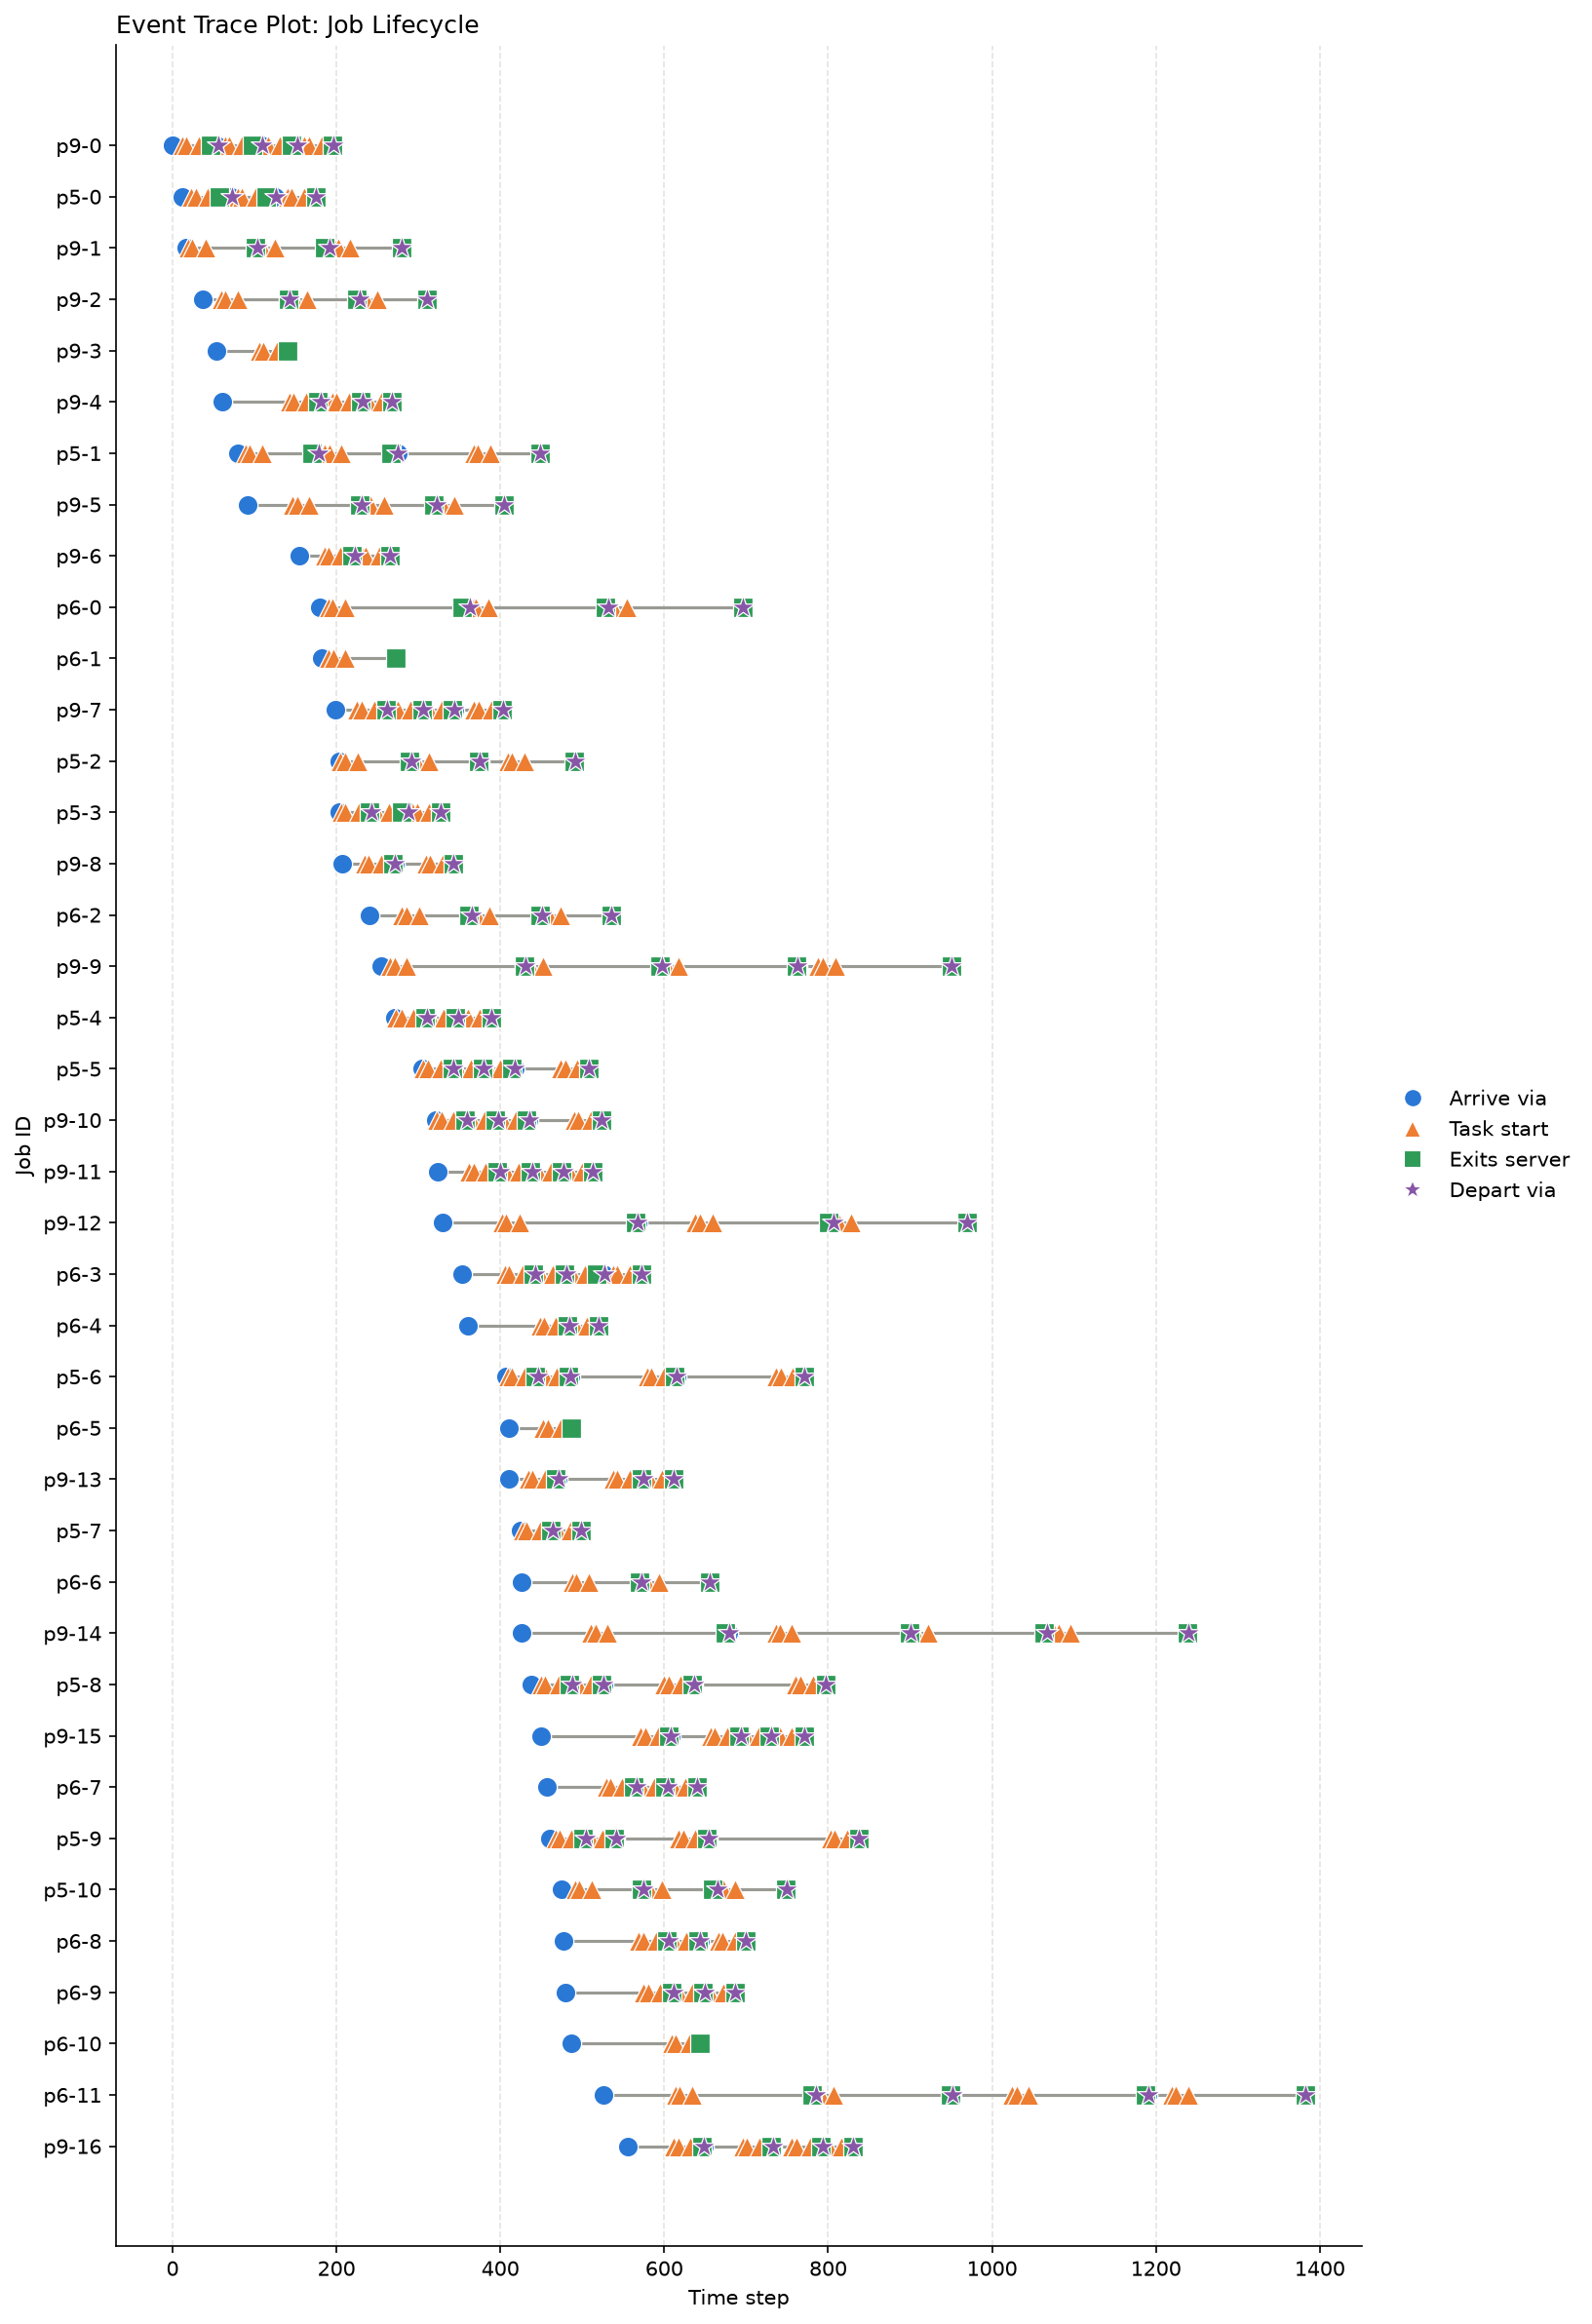 Event Trace Plot: Job Lifecycle
p9-0
p5-0
p9-1
p9-2
p9-3
p9-4
p5-1
p9-5
p9-6
p6-0
p6-1
p9-7
p5-2
p5-3
p9-8
p6-2
p9-9
p5-4
p5-5
p9-10
p9-11
p9-12
p6-3
p6-4
p5-6
p6-5
p9-13
p5-7
p6-6
p9-14
p5-8
p9-15
p6-7
p5-9
p5-10
p6-8
p6-9
p6-10
p6-11
p9-16
Job ID
0 200 400 600 800 1000 1200 1400
Time step
Arrive via
Task start
Exits server
Depart via